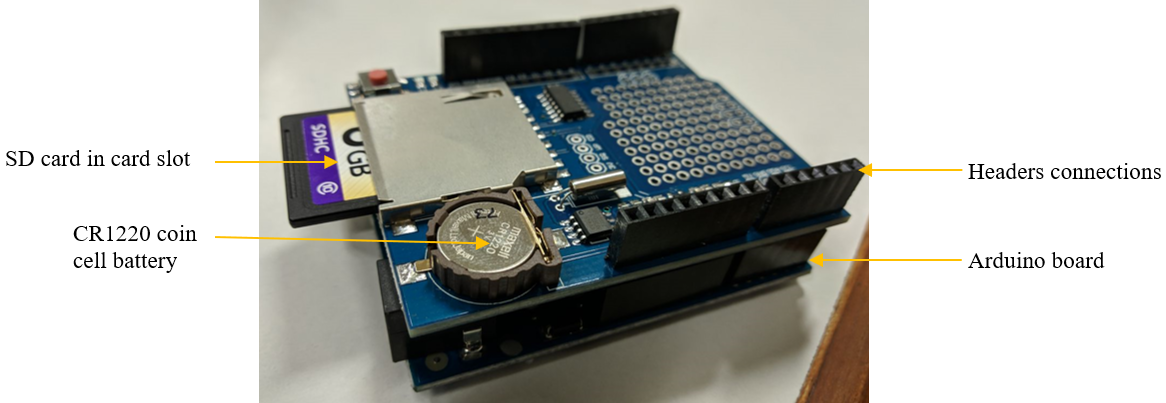 SD card in card slot
CR1220 coin
cell battery
Headers connections
Arduino board
SDHC
GB
maxell
CR1220